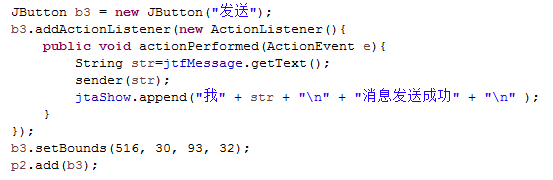 JButton b3 = new JButton("发送");
b3.addActionListener(new ActionListener(){
    public void actionPerformed(ActionEvent e){
        String str=jtfMessage.getText();
        sender(str);
        jtaShow.append("我" + str + "\n" + "消息发送成功" + "\n" );
    }
});
b3.setBounds(516, 30, 93, 32);
p2.add(b3);